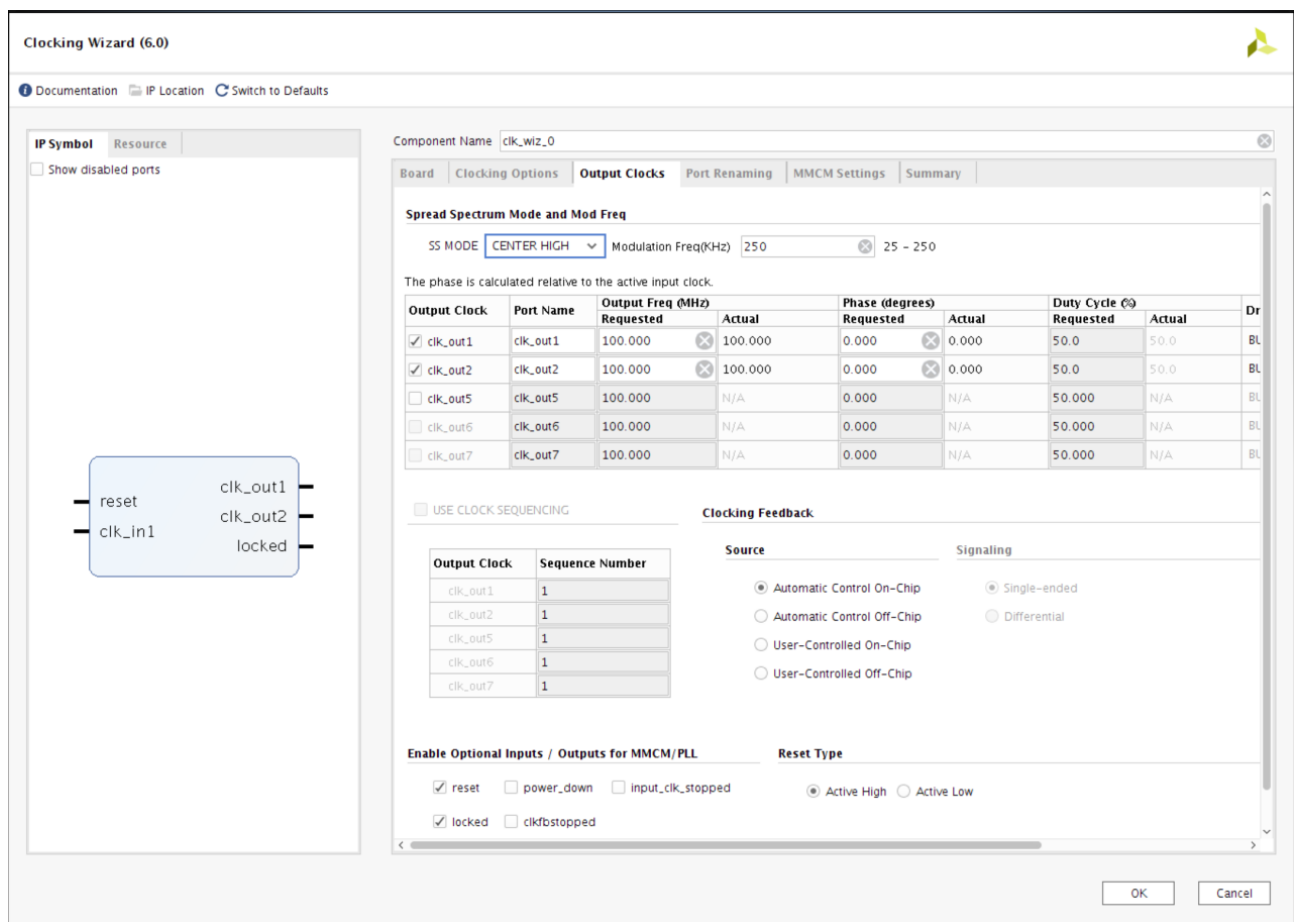 Clocking Wizard (6.0)
Documentation IP Location Switch to Defaults
IP Symbol Resource
Show disabled ports
reset
clk_in1
clk_out1
clk_out2
locked
Component Name clk_wiz_0
Board Clocking Options Output Clocks Port Renaming MMCM Settings Summary
Spread Spectrum Mode and Mod Freq
SS MODE CENTER HIGH Modulation Freq(KHz) 250 25 - 250
The phase is calculated relative to the active input clock.
Output Clock Port Name Output Freq (MHz) Phase (degrees) Duty Cycle (%) Dr
Requested Actual Requested Actual Requested Actual
clk_out1 clk_out1 100.000 100.000 0.000 0.000 50.0 50.0 BU
clk_out2 clk_out2 100.000 100.000 0.000 0.000 50.0 50.0 BU
clk_out5 clk_out5 100.000 N/A 0.000 N/A 50.000 N/A BU
clk_out6 clk_out6 100.000 N/A 0.000 N/A 50.000 N/A BU
clk_out7 clk_out7 100.000 N/A 0.000 N/A 50.000 N/A BU
USE CLOCK SEQUENCING
Output Clock Sequence Number
clk_out1 1
clk_out2 1
clk_out5 1
clk_out6 1
clk_out7 1
Clocking Feedback
Source Signaling
Automatic Control On-Chip Single-ended
Automatic Control Off-Chip Differential
User-Controlled On-Chip
User-Controlled Off-Chip
Enable Optional Inputs / Outputs for MMCM/PLL
reset power_down input_clk_stopped
locked clkfbstopped
Reset Type
Active High Active Low
OK Cancel